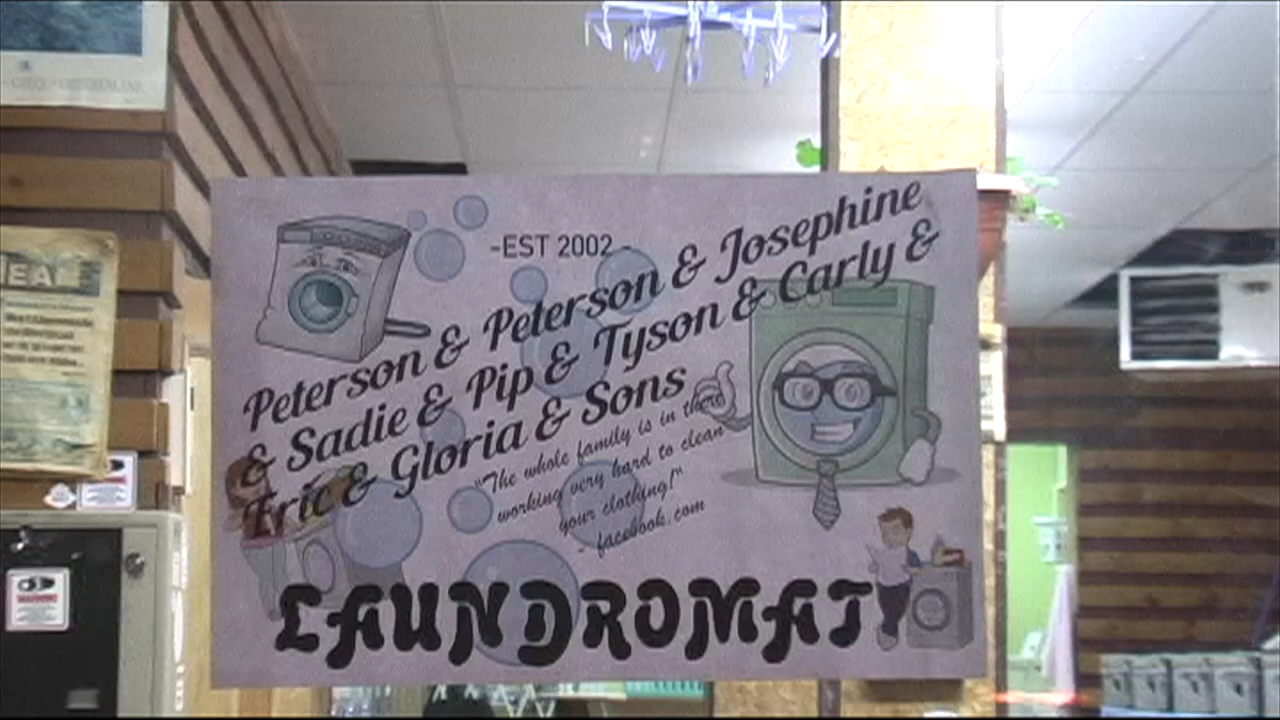 -EST 2002-
Peterson & Peterson & Josephine
& Sadie & Pip & Tyson & Carly &
Eric & Gloria & Sons
"The whole family is in there
working very hard to clean
your clothing!"
- facebook.com
LAUNDROMAT